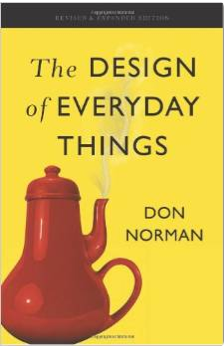 REVISED & EXPANDED EDITION
The DESIGN
of EVERYDAY
THINGS
DON
NORMAN